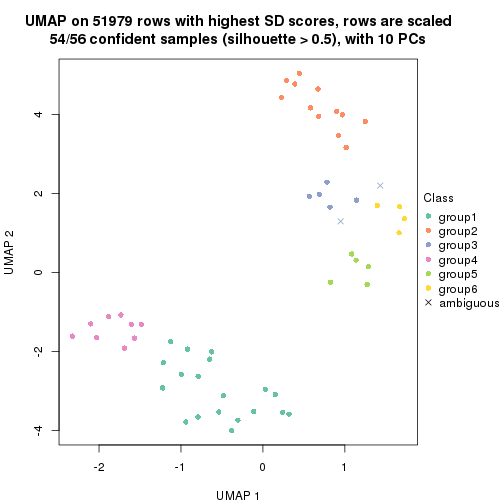 UMAP on 51979 rows with highest SD scores, rows are scaled
54/56 confident samples (silhouette > 0.5), with 10 PCs
4
2
0
-2
-4
UMAP 2
-2
-1
0
1
UMAP 1
Class
group1
group2
group3
group4
group5
group6
ambiguous